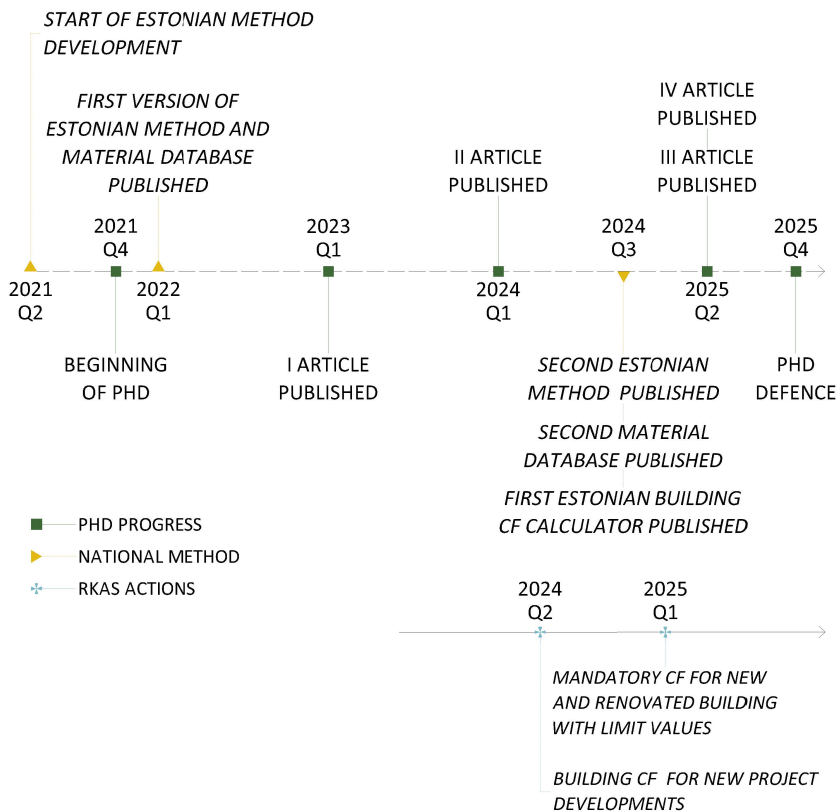 START OF ESTONIAN METHOD
DEVELOPMENT
FIRST VERSION OF
ESTONIAN METHOD AND
MATERIAL DATABASE
PUBLISHED
IV ARTICLE
PUBLISHED
II ARTICLE
PUBLISHED
III ARTICLE
PUBLISHED
2021
Q4
2023
Q1
2024
Q3
2025
Q4
2021
Q2
2022
Q1
2024
Q1
2025
Q2
BEGINNING
OF PHD
I ARTICLE
PUBLISHED
SECOND ESTONIAN
METHOD PUBLISHED
PHD
DEFENCE
SECOND MATERIAL
DATABASE PUBLISHED
FIRST ESTONIAN BUILDING
CF CALCULATOR PUBLISHED
PHD PROGRESS
NATIONAL METHOD
RKAS ACTIONS
2024
Q2
2025
Q1
MANDATORY CF FOR NEW
AND RENOVATED BUILDING
WITH LIMIT VALUES
BUILDING CF FOR NEW PROJECT
DEVELOPMENTS